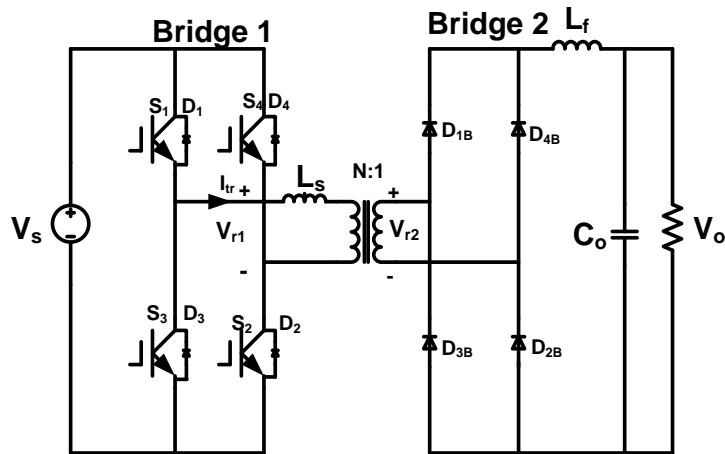 Bridge 1
Bridge 2
L_f
S_1 D_1
S_4 D_4
D_1B
D_4B
I_tr
+
L_s
N:1
+
V_s
+
-
V_r1
V_r2
C_o
V_o
-
-
S_3 D_3
S_2 D_2
D_3B
D_2B